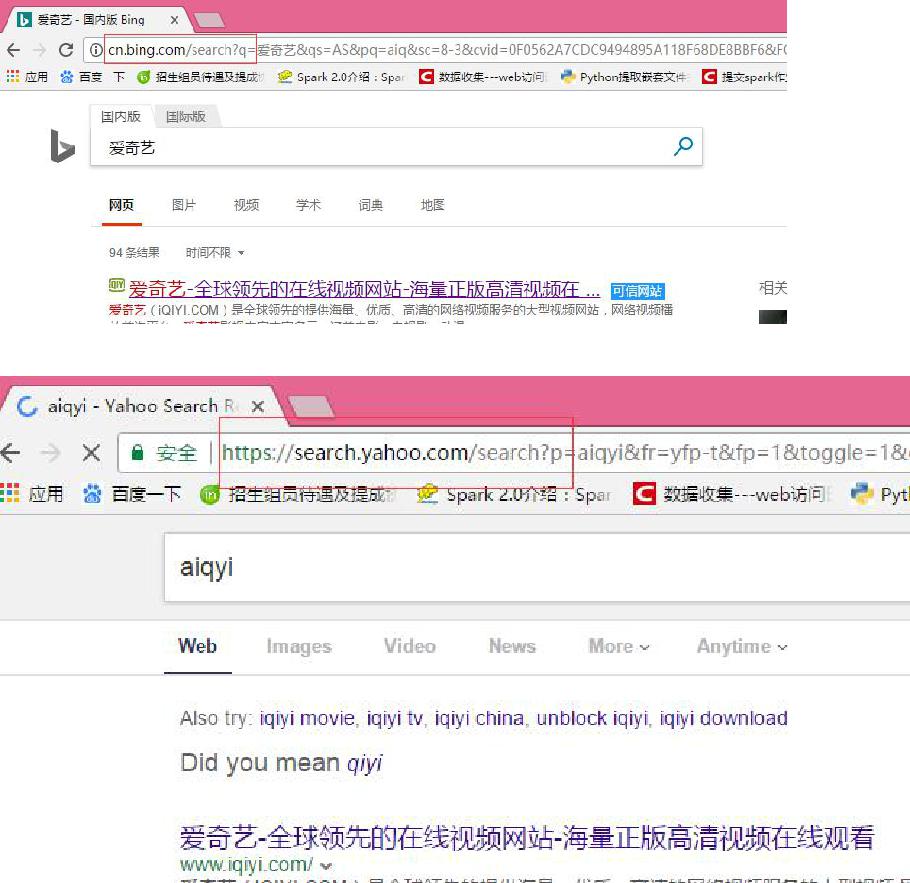 爱奇艺 - 国内版 Bing
cn.bing.com/search?q=爱奇艺&qs=AS&pq=aiq&sc=8-3&cvid=0F0562A7CDC9494895A118F68DE8BBF6&FC
应用 百度一下 招生组员待遇及提成 Spark 2.0介绍：Spar 数据收集---web访问 Python提取嵌套文件 提交spark作
国内版 国际版
爱奇艺
网页 图片 视频 学术 词典 地图
94 条结果 时间不限
爱奇艺-全球领先的在线视频网站-海量正版高清视频在 ... 可信网站
相关
爱奇艺（iQIYI.COM）是全球领先的提供海量、优质、高清的网络视频服务的大型视频网站，网络视频播
aiqyi - Yahoo Search Re
安全 https://search.yahoo.com/search?p=aiqyi&fr=yfp-t&fp=1&toggle=1&
应用 百度一下 招生组员待遇及提成 Spark 2.0介绍：Spar 数据收集---web访问 Pyt
aiqyi
Web Images Video News More Anytime
Also try: iqiyi movie, iqiyi tv, iqiyi china, unblock iqiyi, iqiyi download
Did you mean qiyi
爱奇艺-全球领先的在线视频网站-海量正版高清视频在线观看
www.iqiyi.com/